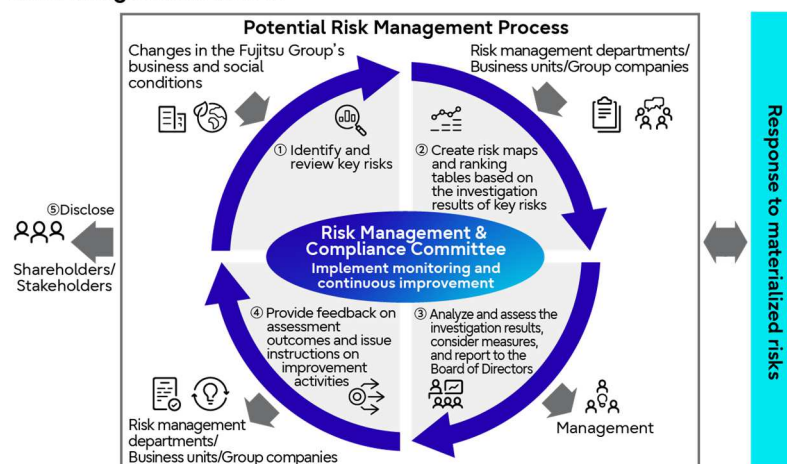 Potential Risk Management Process
Changes in the Fujitsu Group's
business and social
conditions
Risk management departments/
Business units/Group companies
① Identify and
review key risks
② Create risk maps
and ranking
tables based on
the investigation
results of key risks
⑤Disclose
Shareholders/
Stakeholders
Risk Management &
Compliance Committee
Implement monitoring and
continuous improvement
④ Provide feedback on
assessment
outcomes and issue
instructions on
improvement
activities
③ Analyze and assess the
investigation results,
consider measures,
and report to the
Board of Directors
Risk management
departments/
Business units/Group companies
Management
Response to materialized risks